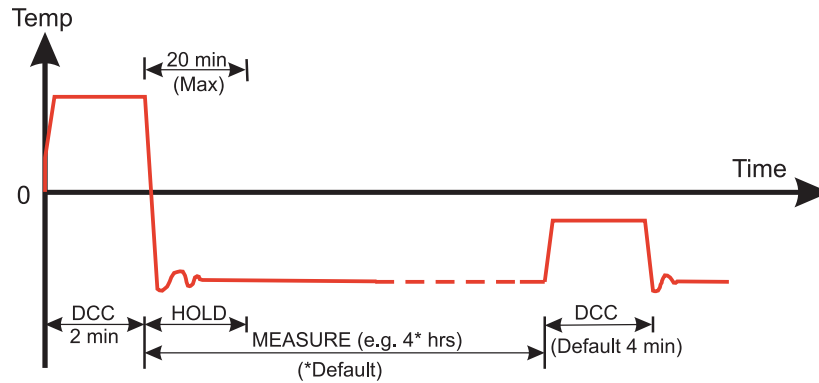 Temp
20 min
(Max)
Time
0
DCC
2 min
HOLD
MEASURE (e.g. 4* hrs)
(*Default)
DCC
(Default 4 min)